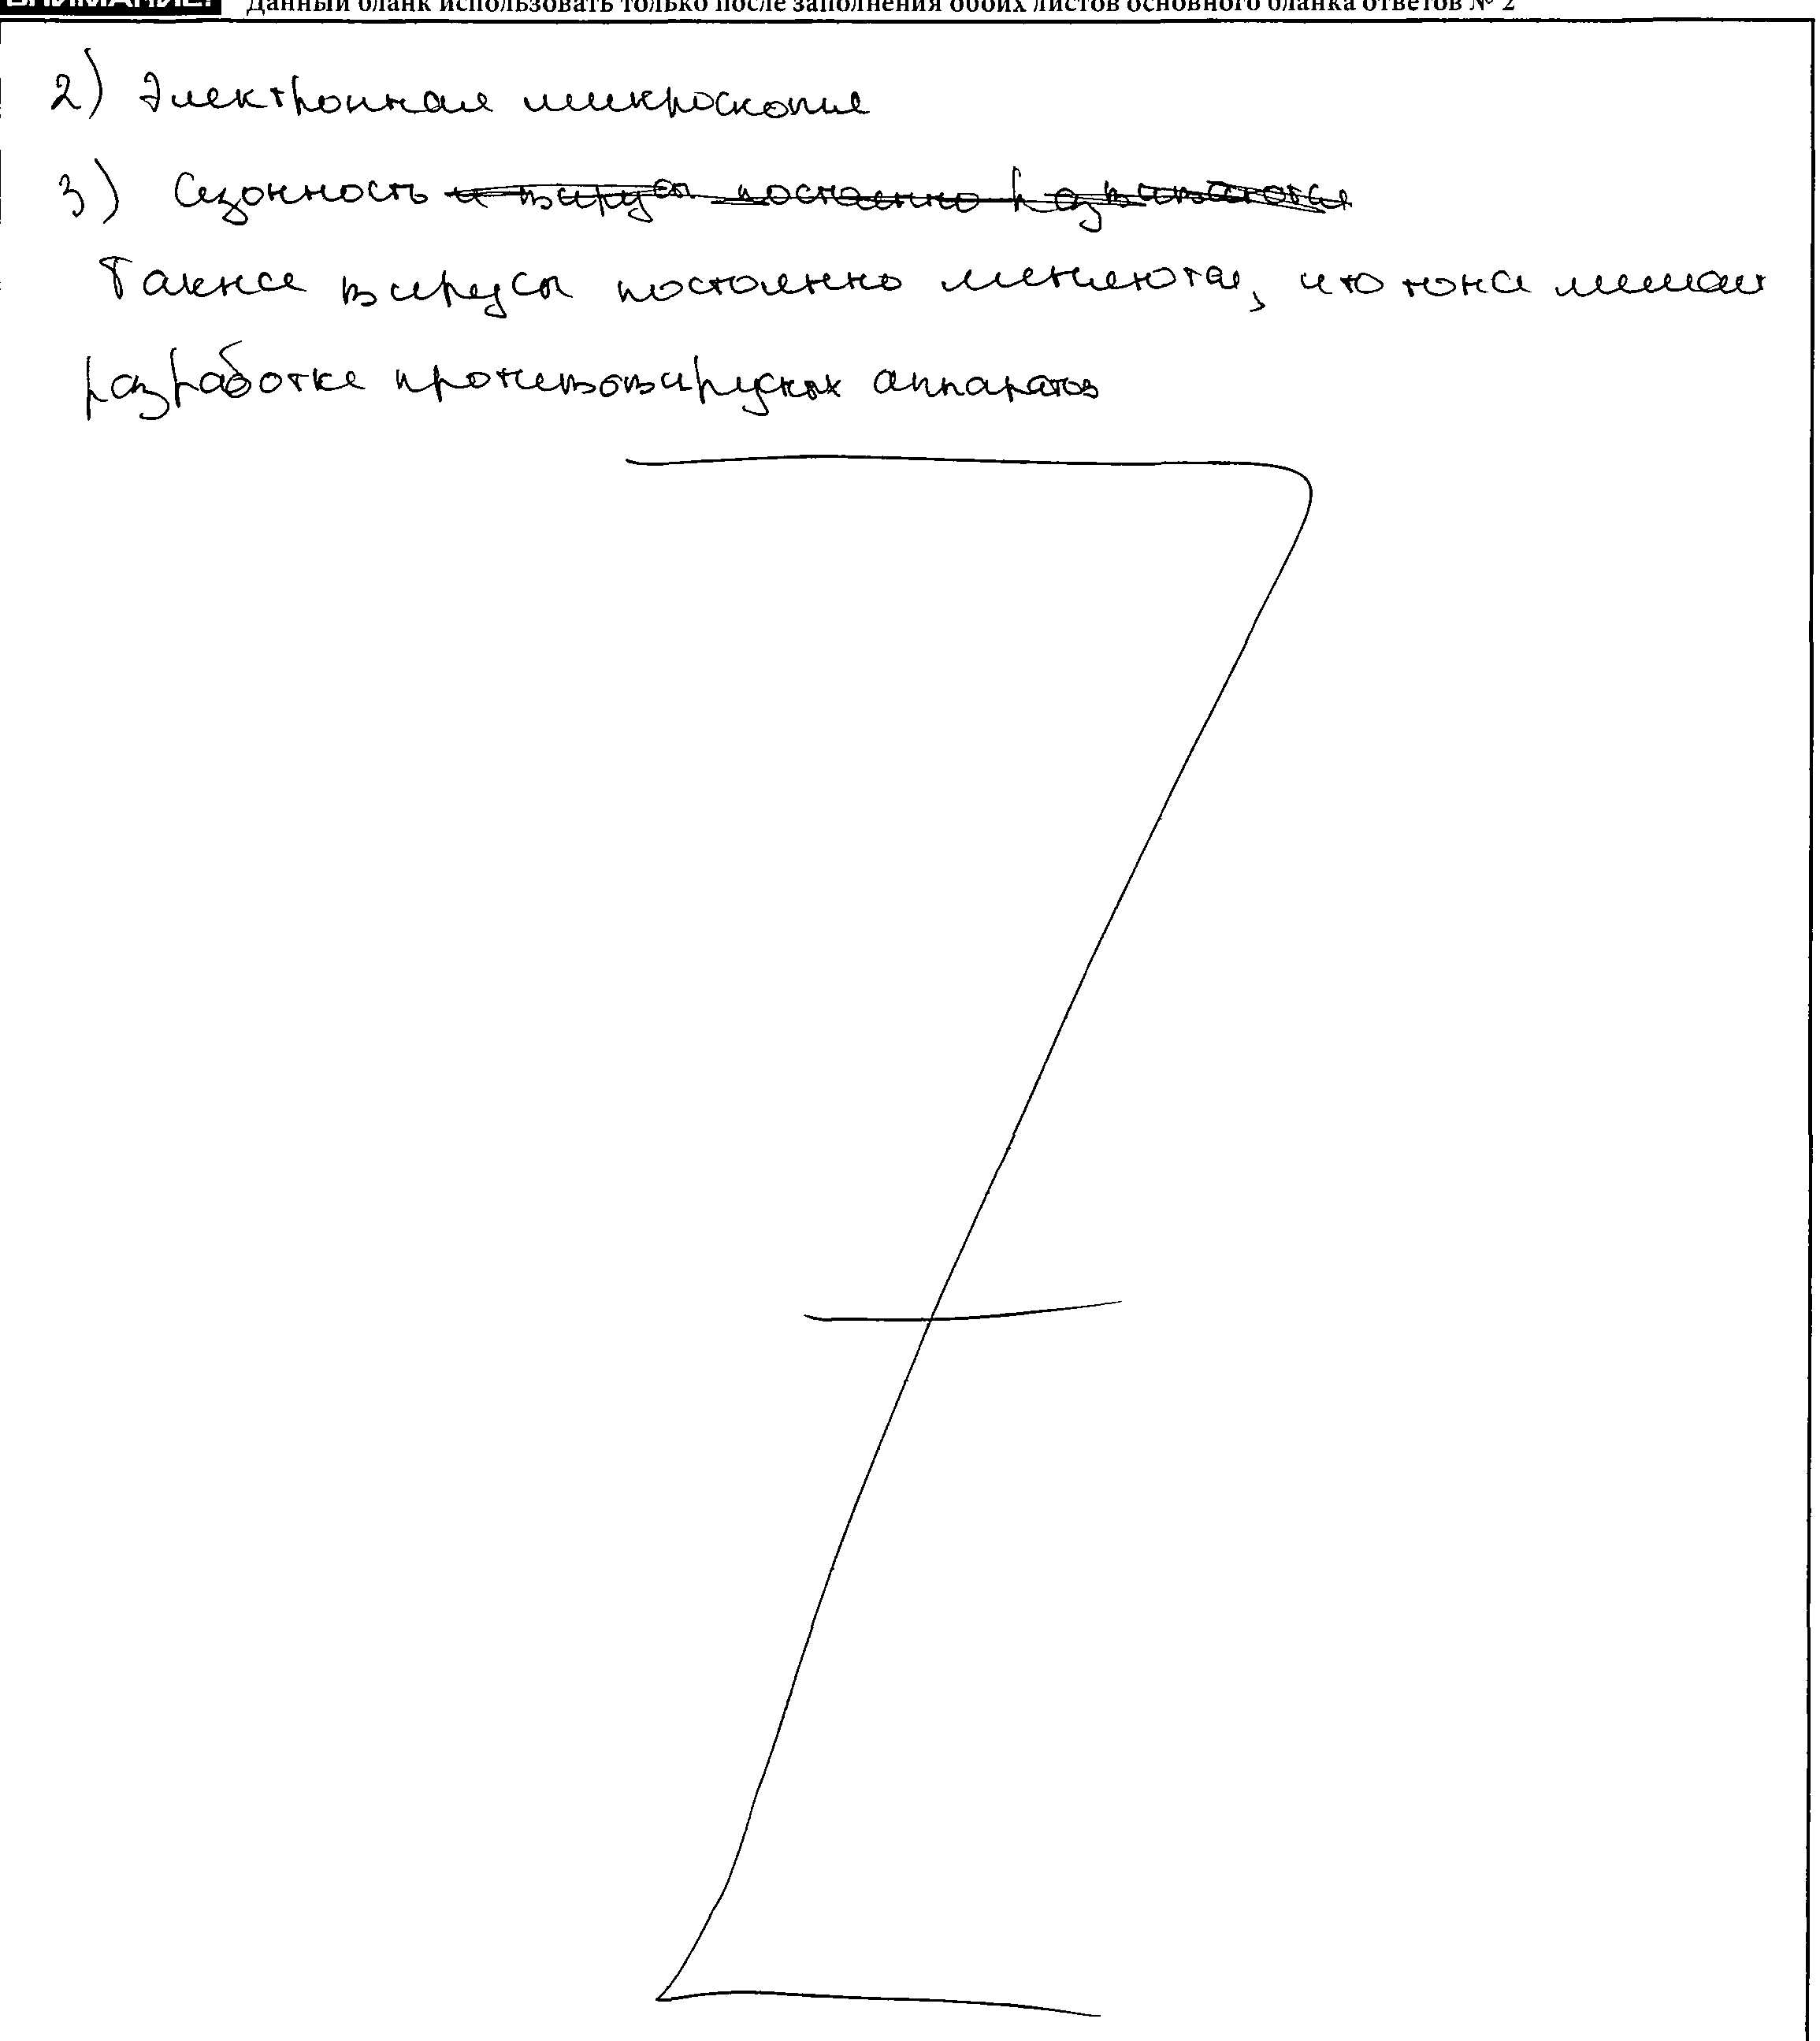 ВНИМАНИЕ! Данный бланк использовать только после заполнения обоих листов основного бланка ответов № 2
2) Электронная микроскопия
3) Сезонность и вирусы постоянно развиваются
Также вирусы постоянно меняются, что тоже мешает
разработке противовирусных аппаратов
Z